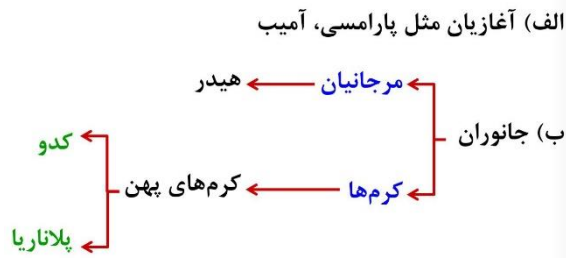 الف) آغازیان مثل پارامسی، آمیب
مرجانیان
هیدر
ب) جانوران
کدو
کرم‌ها
کرم‌های پهن
پلاناریا